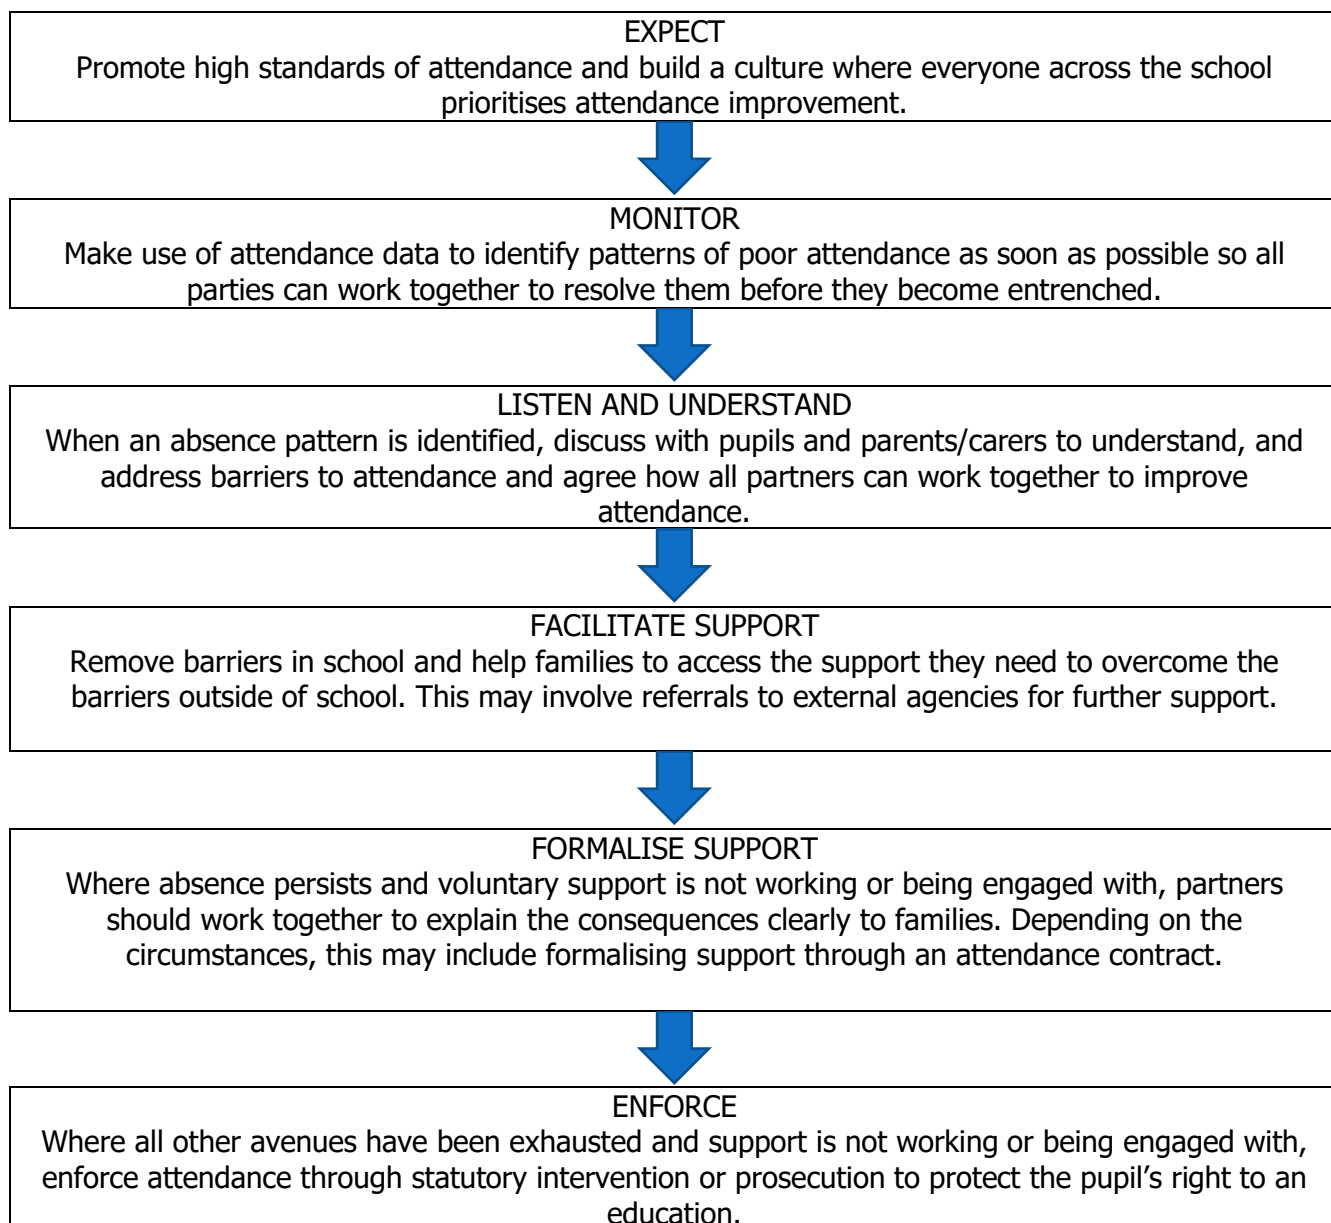 EXPECT
Promote high standards of attendance and build a culture where everyone across the school
prioritises attendance improvement.
MONITOR
Make use of attendance data to identify patterns of poor attendance as soon as possible so all
parties can work together to resolve them before they become entrenched.
LISTEN AND UNDERSTAND
When an absence pattern is identified, discuss with pupils and parents/carers to understand, and
address barriers to attendance and agree how all partners can work together to improve
attendance.
FACILITATE SUPPORT
Remove barriers in school and help families to access the support they need to overcome the
barriers outside of school. This may involve referrals to external agencies for further support.
FORMALISE SUPPORT
Where absence persists and voluntary support is not working or being engaged with, partners
should work together to explain the consequences clearly to families. Depending on the
circumstances, this may include formalising support through an attendance contract.
ENFORCE
Where all other avenues have been exhausted and support is not working or being engaged with,
enforce attendance through statutory intervention or prosecution to protect the pupil’s right to an
education.